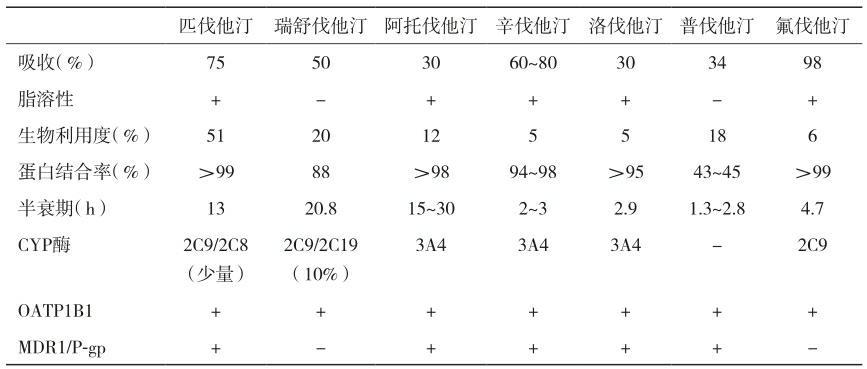 匹伐他汀 瑞舒伐他汀 阿托伐他汀 辛伐他汀 洛伐他汀 普伐他汀 氟伐他汀
吸收(%) 75 50 30 60~80 30 34 98
脂溶性 + - + + + - +
生物利用度(%) 51 20 12 5 5 18 6
蛋白结合率(%) >99 88 >98 94~98 >95 43~45 >99
半衰期(h) 13 20.8 15~30 2~3 2.9 1.3~2.8 4.7
CYP酶 2C9/2C8 2C9/2C19 3A4 3A4 3A4 - 2C9
(少量) (10%)
OATP1B1 + + + + + + +
MDR1/P-gp + - + + + + -